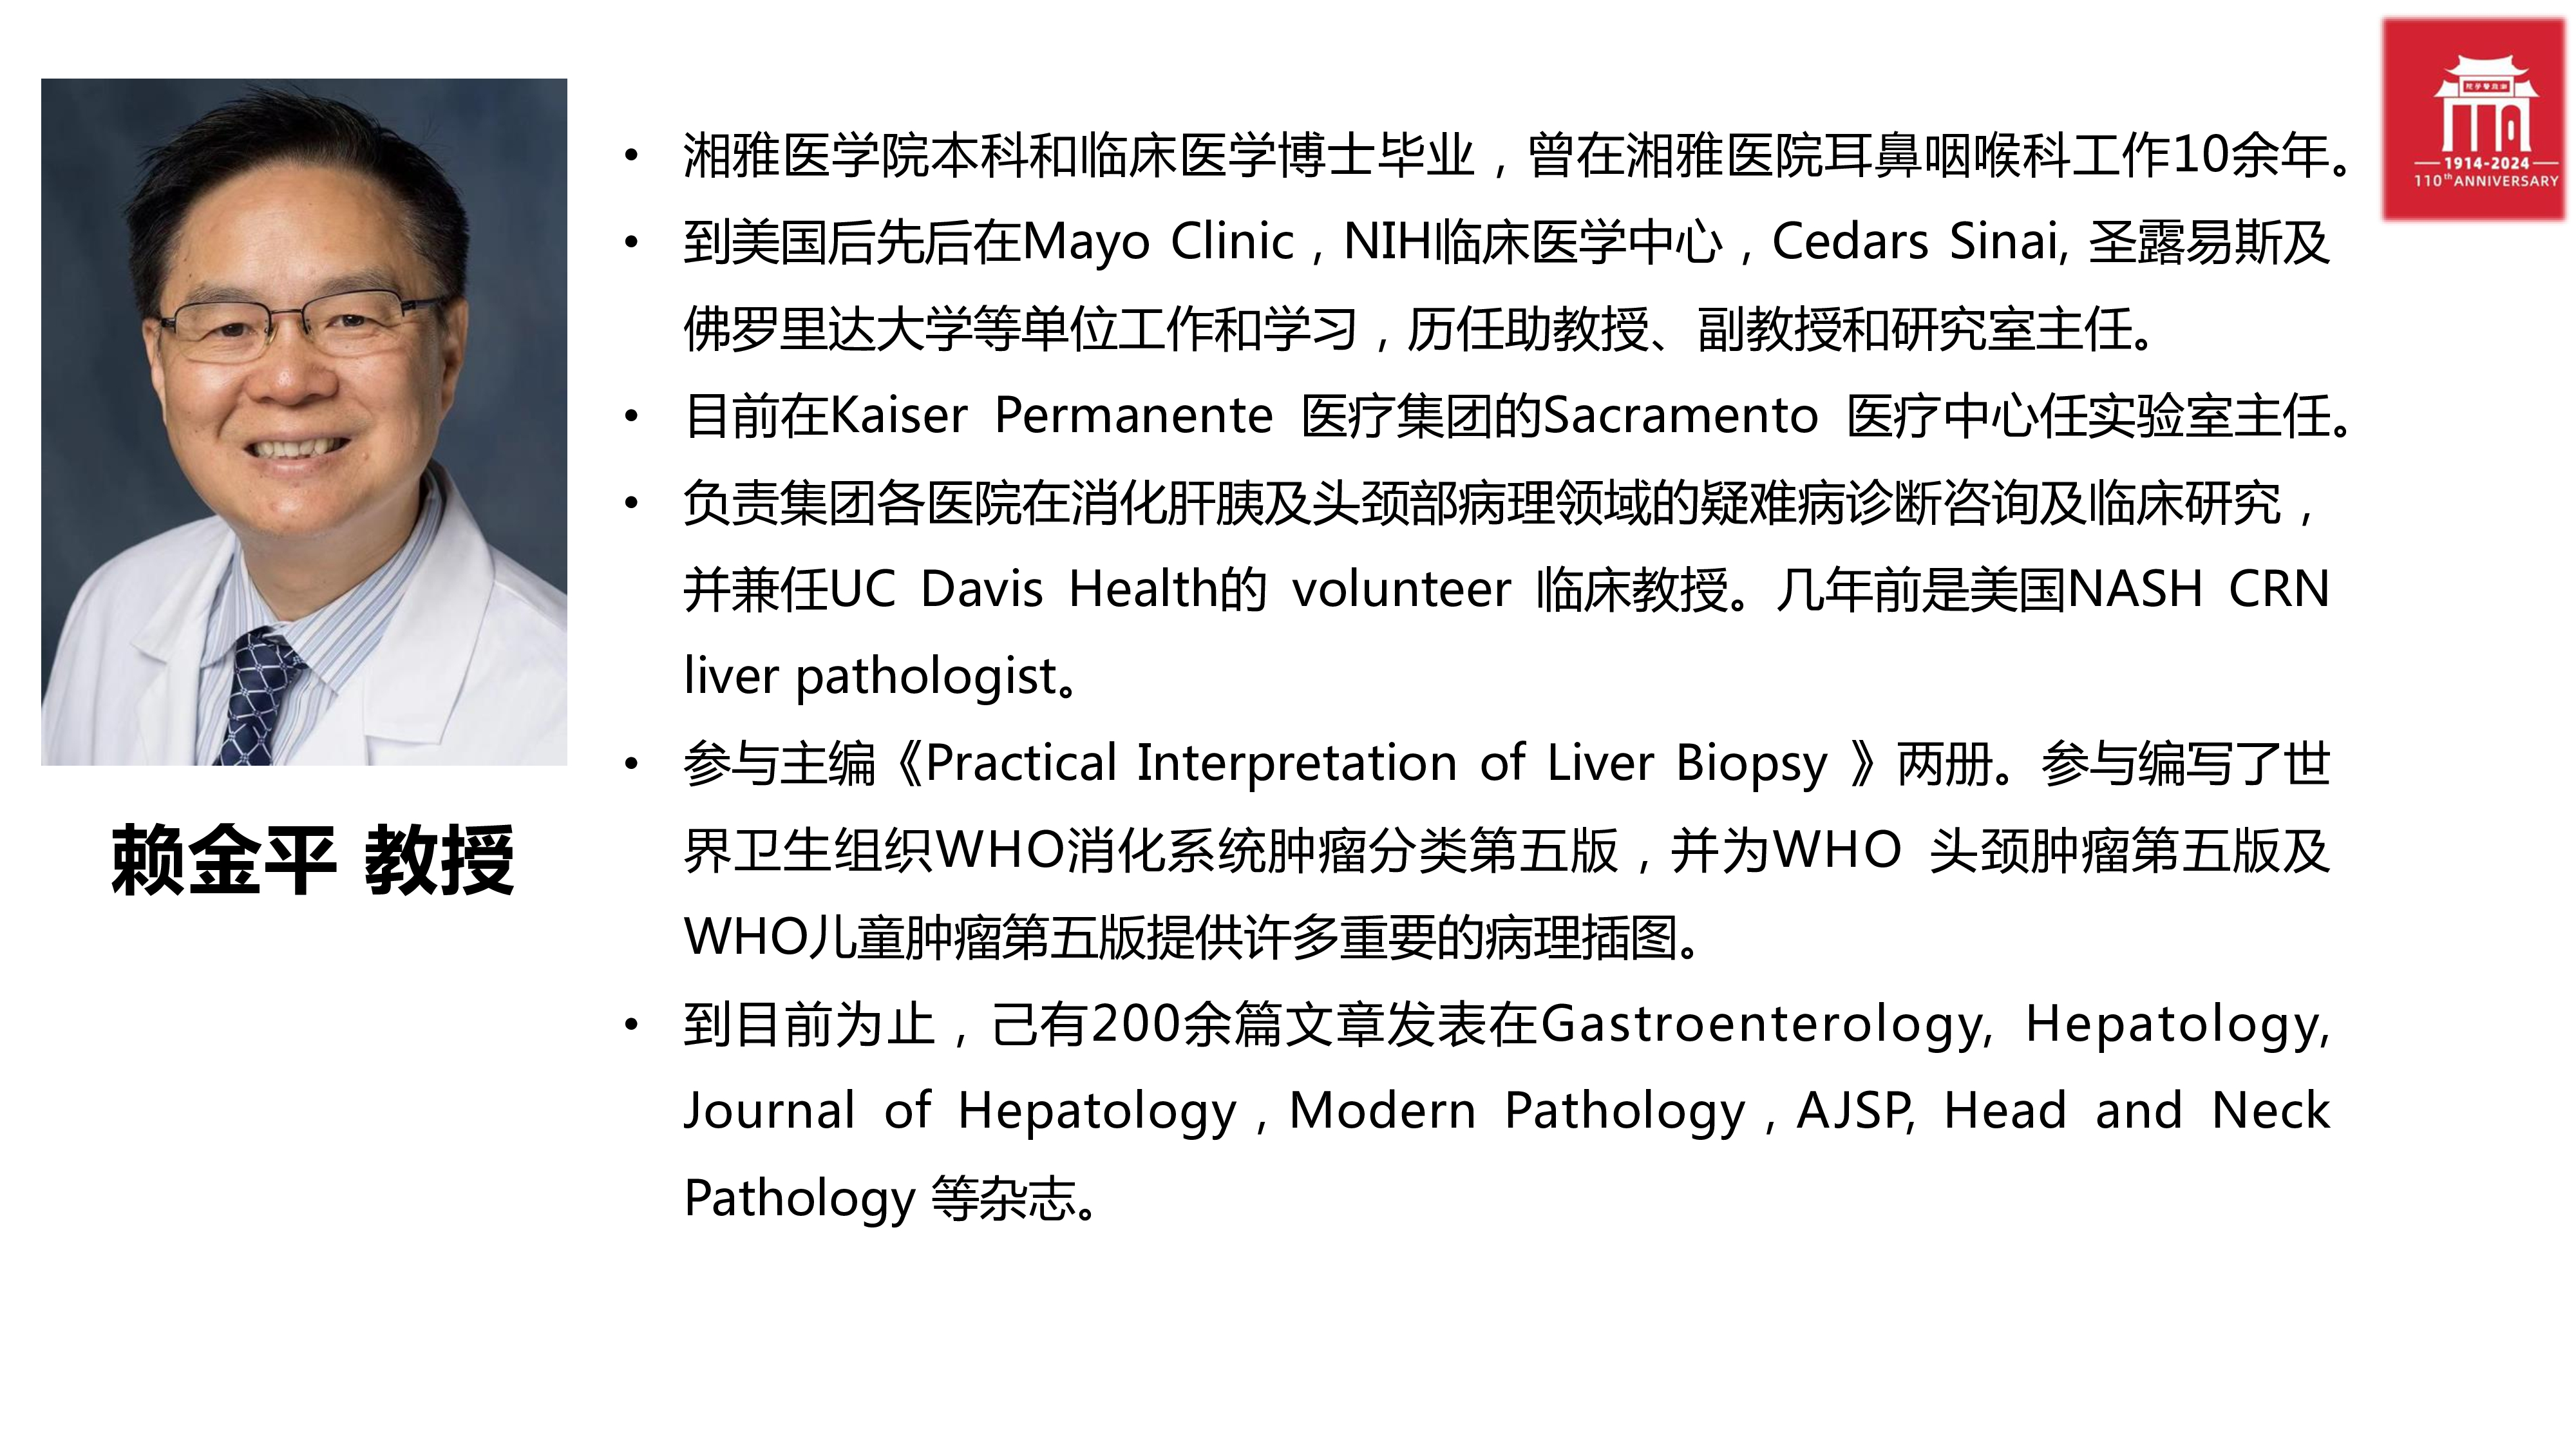 湘雅医学院
1914-2024
110th ANNIVERSARY
湘雅医学院本科和临床医学博士毕业，曾在湘雅医院耳鼻咽喉科工作10余年。
到美国后先后在Mayo Clinic，NIH临床医学中心，Cedars Sinai, 圣露易斯及
佛罗里达大学等单位工作和学习，历任助教授、副教授和研究室主任。
目前在Kaiser Permanente 医疗集团的Sacramento 医疗中心任实验室主任。
负责集团各医院在消化肝胰及头颈部病理领域的疑难病诊断咨询及临床研究，
并兼任UC Davis Health的 volunteer 临床教授。几年前是美国NASH CRN
liver pathologist。
参与主编《Practical Interpretation of Liver Biopsy 》两册。参与编写了世
界卫生组织WHO消化系统肿瘤分类第五版，并为WHO 头颈肿瘤第五版及
WHO儿童肿瘤第五版提供许多重要的病理插图。
到目前为止，己有200余篇文章发表在Gastroenterology, Hepatology,
Journal of Hepatology，Modern Pathology，AJSP, Head and Neck
Pathology 等杂志。
赖金平 教授